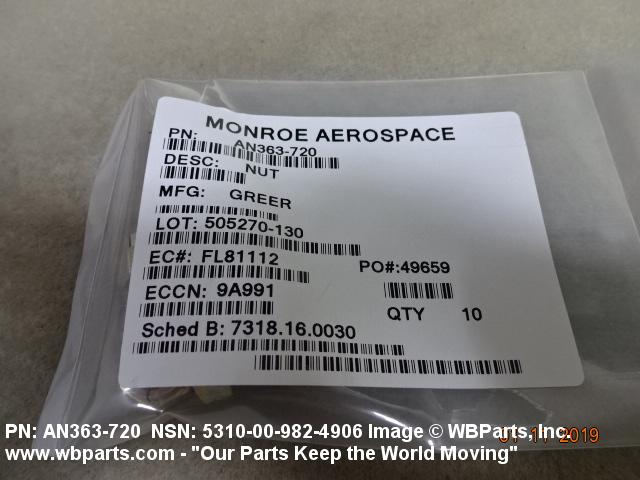 MONROE AEROSPACE
PN: AN363-720
DESC: NUT
MFG: GREER
LOT: 505270-130
EC#: FL81112 PO#:49659
ECCN: 9A991
QTY 10
Sched B: 7318.16.0030
PN: AN363-720 NSN: 5310-00-982-4906 Image © WBParts, Inc.
2019
www.wbparts.com - "Our Parts Keep the World Moving"